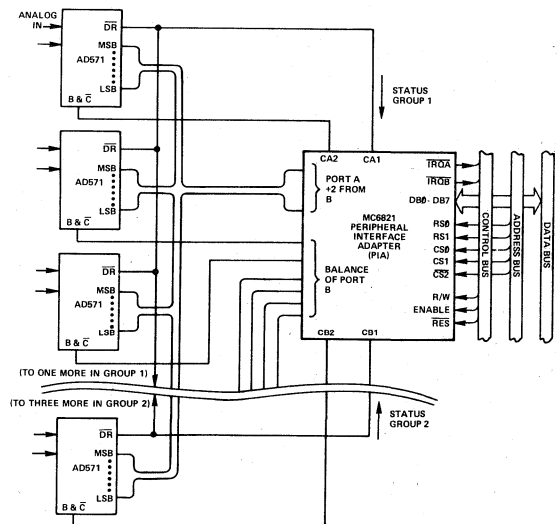 ANALOG
IN
DR
MSB
AD571
LSB
B & C
STATUS
GROUP 1
DR
MSB
AD571
LSB
B & C
CA2 CA1
PORT A
+2 FROM
B
MC6821
PERIPHERAL
INTERFACE
ADAPTER
(PIA)
BALANCE
OF PORT
B
IRQA
IRQB
DB0-DB7
RS0
RS1
CS0
CS1
CS2
R/W
ENABLE
RES
CONTROL BUS
ADDRESS BUS
DATA BUS
DR
MSB
AD571
LSB
B & C
CB2 CB1
(TO ONE MORE IN GROUP 1)
(TO THREE MORE IN GROUP 2)
STATUS
GROUP 2
DR
MSB
AD571
LSB
B & C